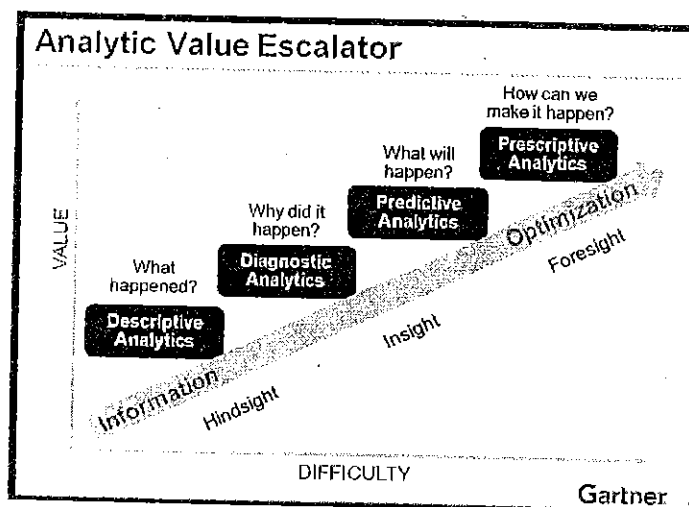 Analytic Value Escalator
How can we
make it happen?
Prescriptive
Analytics
What will
happen?
Predictive
Analytics
Why did it
happen?
Diagnostic
Analytics
What
happened?
Descriptive
Analytics
VALUE
Information
Optimization
Hindsight
Insight
Foresight
DIFFICULTY
Gartner